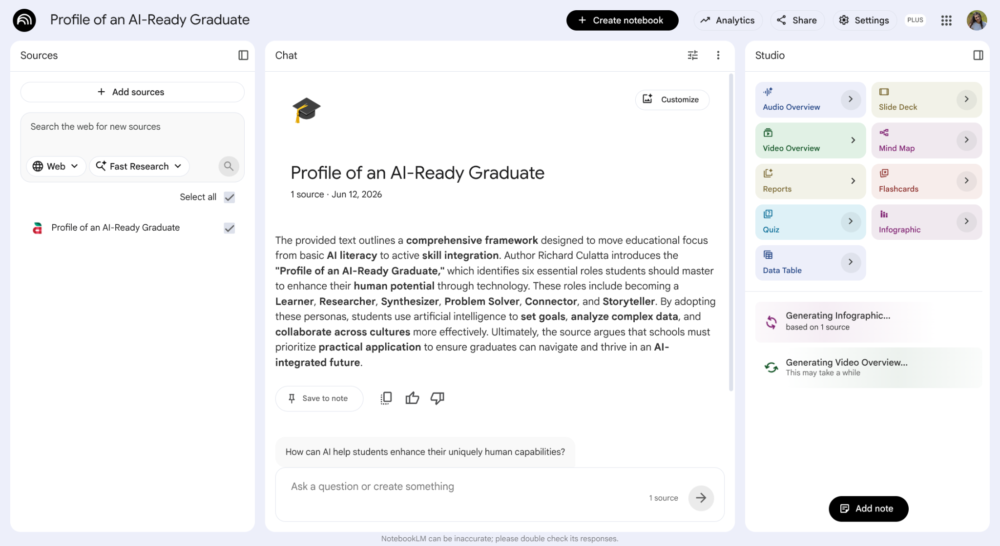 Profile of an AI-Ready Graduate
Create notebook
Analytics
Share
Settings
PLUS
Sources
Add sources
Search the web for new sources
Web
Fast Research
Select all
Profile of an AI-Ready Graduate
Chat
Customize
Profile of an AI-Ready Graduate
1 source · Jun 12, 2026
The provided text outlines a comprehensive framework designed to move educational focus
from basic AI literacy to active skill integration. Author Richard Culatta introduces the
"Profile of an AI-Ready Graduate," which identifies six essential roles students should master
to enhance their human potential through technology. These roles include becoming a
Learner, Researcher, Synthesizer, Problem Solver, Connector, and Storyteller. By adopting
these personas, students use artificial intelligence to set goals, analyze complex data, and
collaborate across cultures more effectively. Ultimately, the source argues that schools must
prioritize practical application to ensure graduates can navigate and thrive in an AI-
integrated future.
Save to note
How can AI help students enhance their uniquely human capabilities?
Ask a question or create something
1 source
Studio
Audio Overview
Slide Deck
Video Overview
Mind Map
Reports
Flashcards
Quiz
Infographic
Data Table
Generating Infographic...
based on 1 source
Generating Video Overview...
This may take a while
Add note
NotebookLM can be inaccurate; please double check its responses.